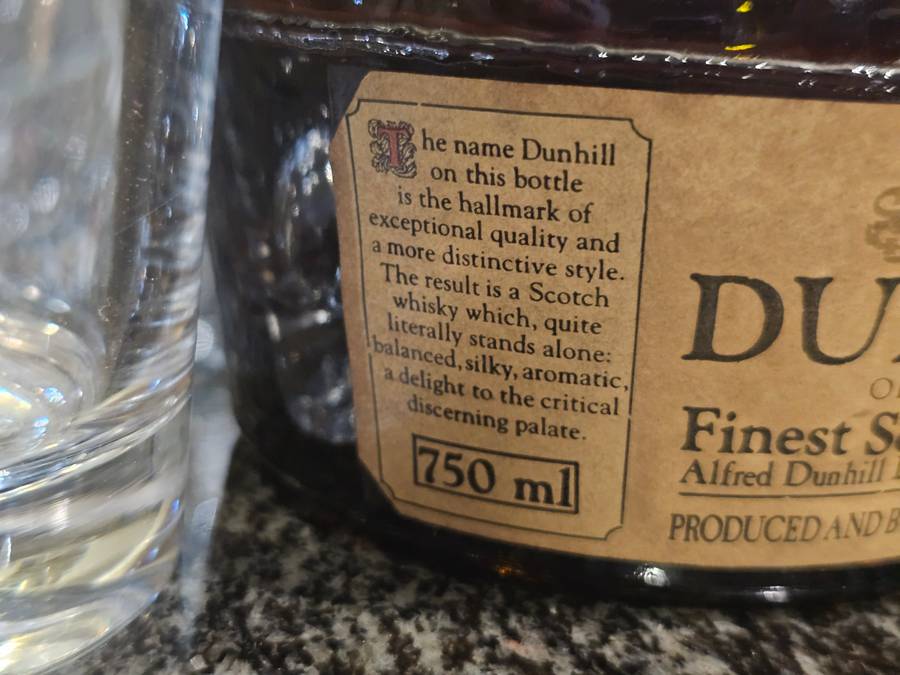 The name Dunhill
on this bottle
is the hallmark of
exceptional quality and
a more distinctive style.
The result is a Scotch
whisky which, quite
literally stands alone:
balanced, silky, aromatic,
a delight to the critical
discerning palate.
750 ml
DU
Finest
Alfred Dunhill
PRODUCED AND